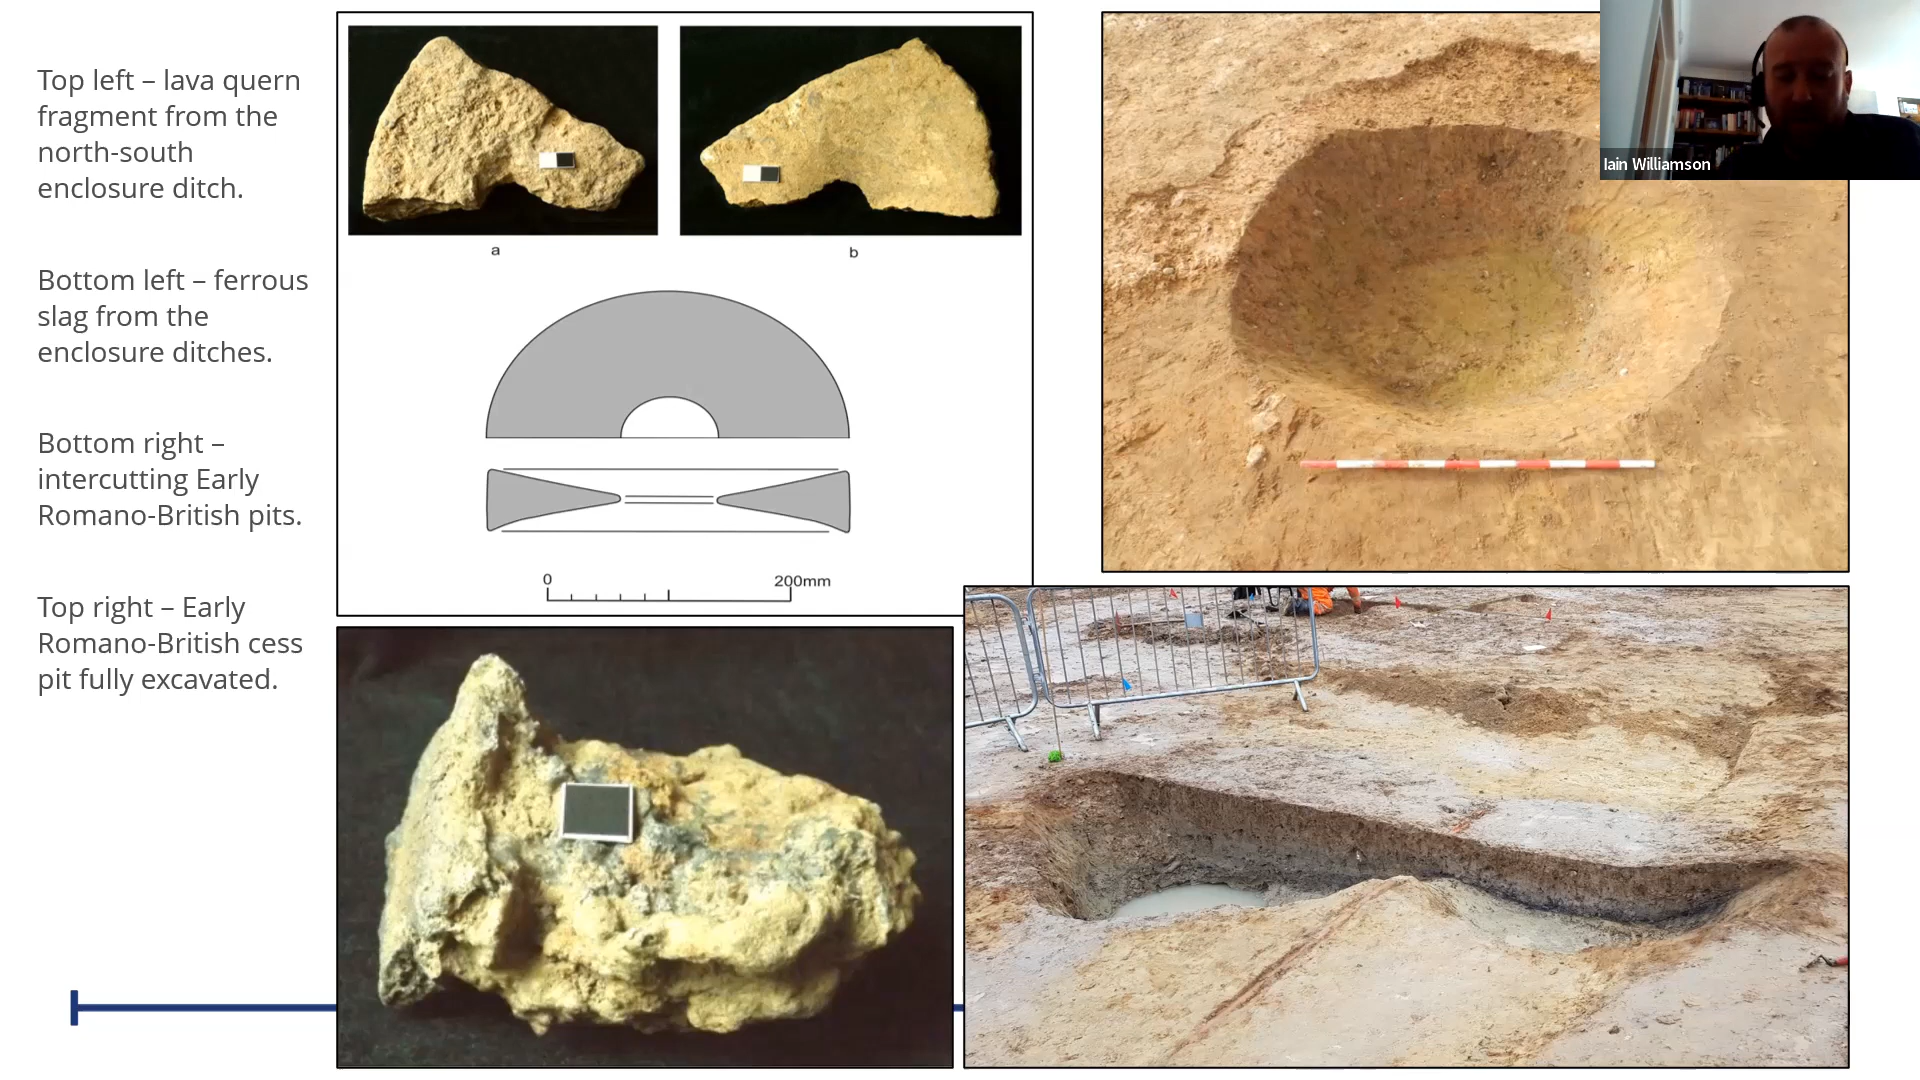 Top left – lava quern
fragment from the
north-south
enclosure ditch.
Bottom left – ferrous
slag from the
enclosure ditches.
Bottom right –
intercutting Early
Romano-British pits.
Top right – Early
Romano-British cess
pit fully excavated.
a
b
0
200mm
Iain Williamson